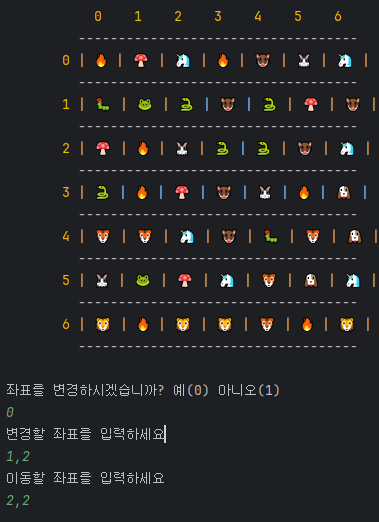 0 1 2 3 4 5 6
---------------------------------------
0 | 🔥 | 🍄 | 🦄 | 🔥 | 🐮 | 🐰 | 🦄 |
---------------------------------------
1 | 🐛 | 🐸 | 🐍 | 🐮 | 🐍 | 🍄 | 🐮 |
---------------------------------------
2 | 🍄 | 🔥 | 🐰 | 🐍 | 🐍 | 🐮 | 🦄 |
---------------------------------------
3 | 🐍 | 🔥 | 🍄 | 🐮 | 🐰 | 🔥 | 🐶 |
---------------------------------------
4 | 🦊 | 🦊 | 🦄 | 🐮 | 🐛 | 🦊 | 🐶 |
---------------------------------------
5 | 🐰 | 🐸 | 🍄 | 🦄 | 🦊 | 🐶 | 🦄 |
---------------------------------------
6 | 🐯 | 🔥 | 🐯 | 🐯 | 🦊 | 🔥 | 🐯 |
---------------------------------------
좌표를 변경하시겠습니까? 예(0) 아니오(1)
0
변경할 좌표를 입력하세요
1,2
이동할 좌표를 입력하세요
2,2